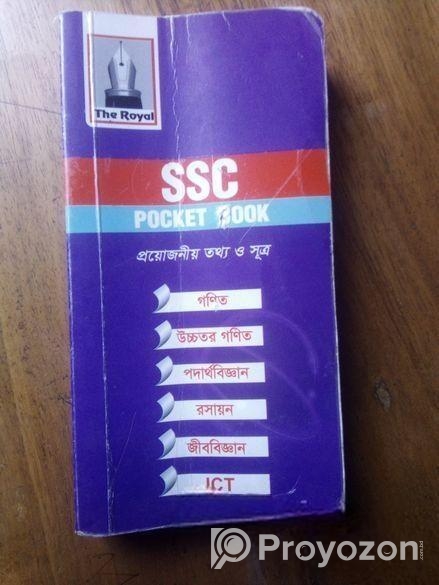 The Royal
SSC
POCKET BOOK
প্রয়োজনীয় তথ্য ও সূত্র
গণিত
উচ্চতর গণিত
পদার্থবিজ্ঞান
রসায়ন
জীববিজ্ঞান
ICT
Proyozon